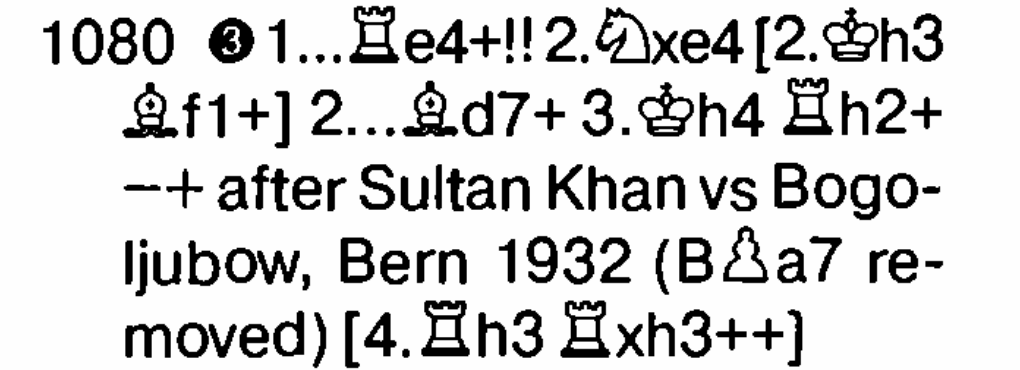 1080 ❸ 1...♖e4+!! 2.♘xe4 [2.♔h3
♗f1+] 2...♗d7+ 3.♔h4 ♖h2+
−+ after Sultan Khan vs Bogo-
ljubow, Bern 1932 (B♙a7 re-
moved) [4.♖h3 ♖xh3++]